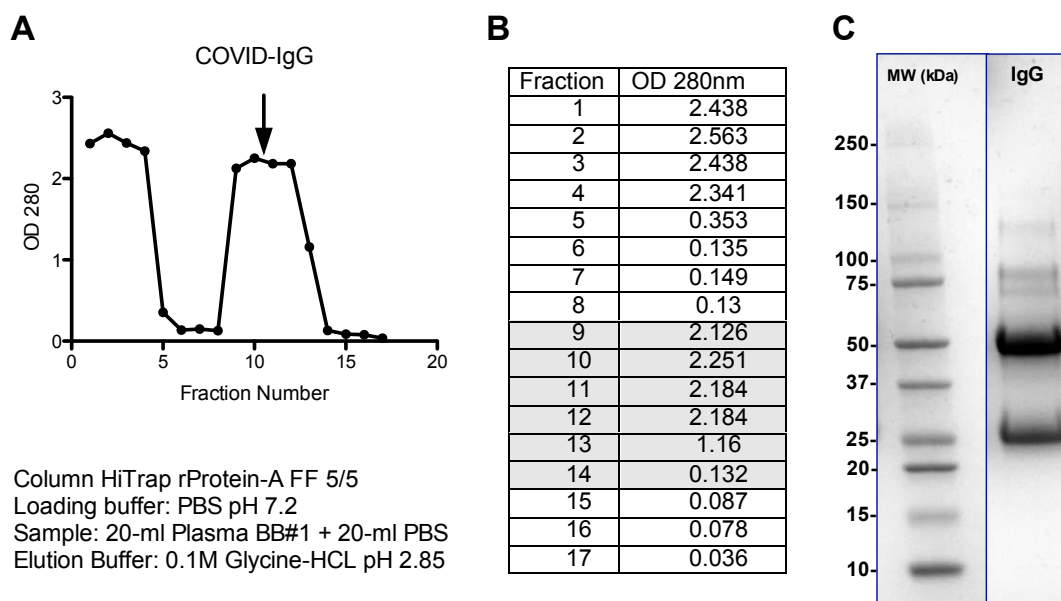 A
COVID-IgG
3
2
1
0
OD 280
0 5 10 15 20
Fraction Number
Column HiTrap rProtein-A FF 5/5
Loading buffer: PBS pH 7.2
Sample: 20-ml Plasma BB#1 + 20-ml PBS
Elution Buffer: 0.1M Glycine-HCL pH 2.85
B
Fraction OD 280nm
1 2.438
2 2.563
3 2.438
4 2.341
5 0.353
6 0.135
7 0.149
8 0.13
9 2.126
10 2.251
11 2.184
12 2.184
13 1.16
14 0.132
15 0.087
16 0.078
17 0.036
C
MW (kDa) IgG
250-
150-
100-
75-
50-
37-
25-
20-
15-
10-